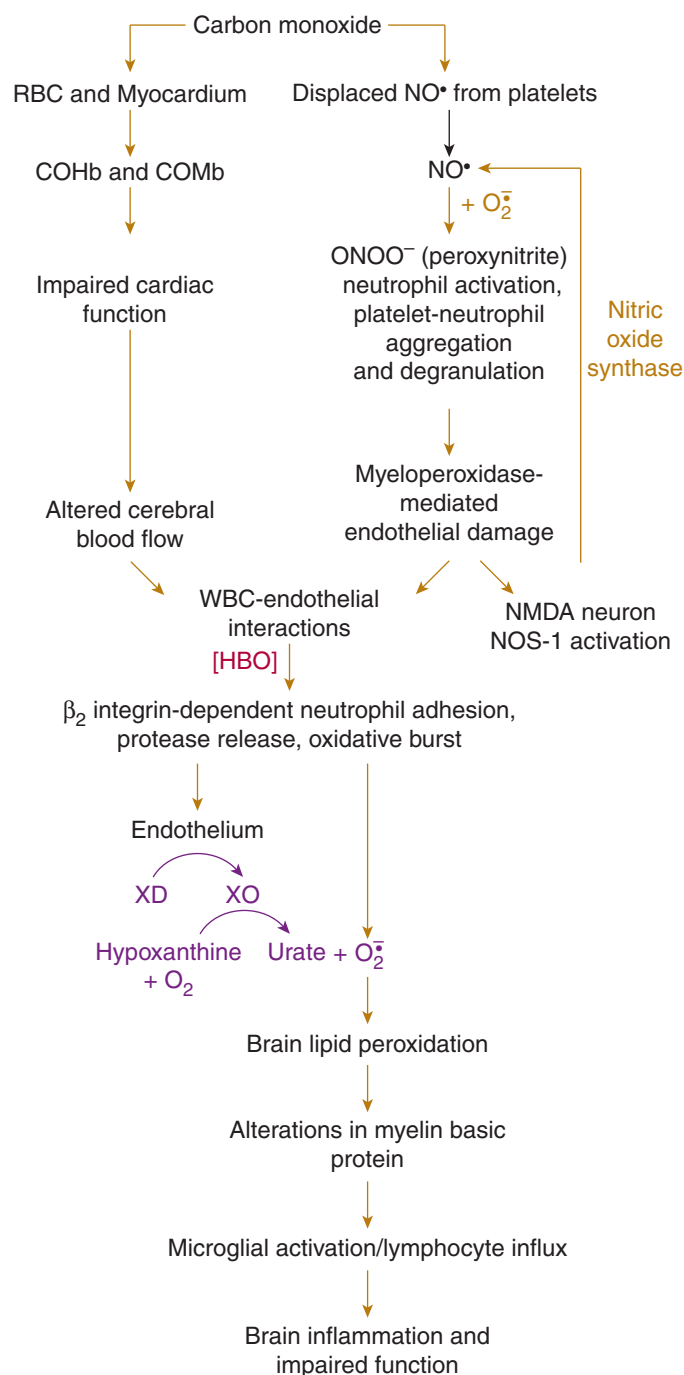 Carbon monoxide
RBC and Myocardium
Displaced NO• from platelets
COHb and COMb
NO•
+ O₂•̄
Impaired cardiac
function
ONOO⁻ (peroxynitrite)
neutrophil activation,
platelet-neutrophil
aggregation
and degranulation
Nitric
oxide
synthase
Myeloperoxidase-
mediated
endothelial damage
Altered cerebral
blood flow
WBC-endothelial
interactions
NMDA neuron
NOS-1 activation
[HBO]
β₂ integrin-dependent neutrophil adhesion,
protease release, oxidative burst
Endothelium
XD
XO
Hypoxanthine
+ O₂
Urate + O₂•̄
Brain lipid peroxidation
Alterations in myelin basic
protein
Microglial activation/lymphocyte influx
Brain inflammation and
impaired function